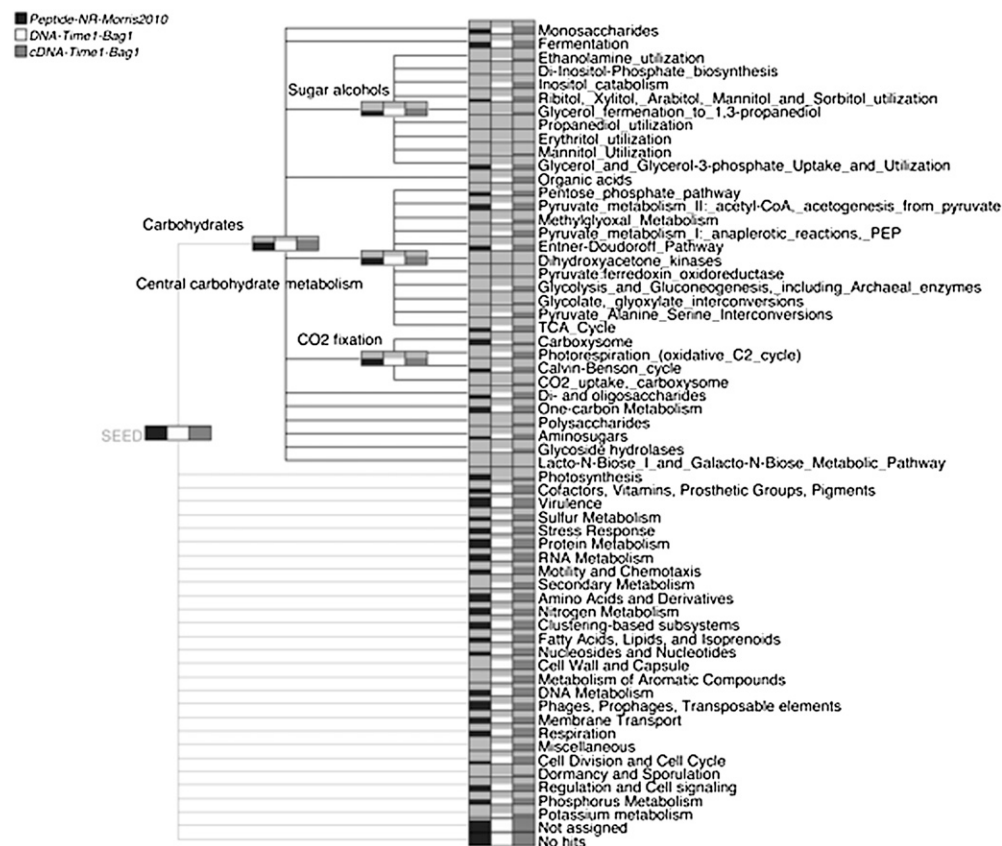 Peptide-NR-Morris2010
DNA-Time1-Bag1
cDNA-Time1-Bag1
Monosaccharides
Fermentation
Ethanolamine_utilization
Di-Inositol-Phosphate_biosynthesis
Inositol_catabolism
Sugar alcohols
Ribitol,_Xylitol,_Arabitol,_Mannitol_and_Sorbitol_utilization
Glycerol_fermenation_to_1,3-propanediol
Propanediol_utilization
Erythritol_utilization
Mannitol_Utilization
Glycerol_and_Glycerol-3-phosphate_Uptake_and_Utilization
Organic acids
Pentose_phosphate_pathway
Pyruvate_metabolism_II:_acetyl-CoA,_acetogenesis_from_pyruvate
Methylglyoxal_Metabolism
Carbohydrates
Pyruvate_metabolism_I:_anaplerotic_reactions,_PEP
Entner-Doudoroff_Pathway
Dihydroxyacetone_kinases
Pyruvate:ferredoxin_oxidoreductase
Central carbohydrate metabolism
Glycolysis_and_Gluconeogenesis,_including_Archaeal_enzymes
Glycolate,_glyoxylate_interconversions
Pyruvate_Alanine_Serine_Interconversions
TCA_Cycle
CO2 fixation
Carboxysome
Photorespiration_(oxidative_C2_cycle)
Calvin-Benson_cycle
CO2_uptake,_carboxysome
Di- and oligosaccharides
One-carbon Metabolism
Polysaccharides
SEED
Aminosugars
Glycoside hydrolases
Lacto-N-Biose_I_and_Galacto-N-Biose_Metabolic_Pathway
Photosynthesis
Cofactors, Vitamins, Prosthetic Groups, Pigments
Virulence
Sulfur Metabolism
Stress Response
Protein Metabolism
RNA Metabolism
Motility and Chemotaxis
Secondary Metabolism
Amino Acids and Derivatives
Nitrogen Metabolism
Clustering-based subsystems
Fatty Acids, Lipids, and Isoprenoids
Nucleosides and Nucleotides
Cell Wall and Capsule
Metabolism of Aromatic Compounds
DNA Metabolism
Phages, Prophages, Transposable elements
Membrane Transport
Respiration
Miscellaneous
Cell Division and Cell Cycle
Dormancy and Sporulation
Regulation and Cell signaling
Phosphorus Metabolism
Potassium metabolism
Not assigned
No hits